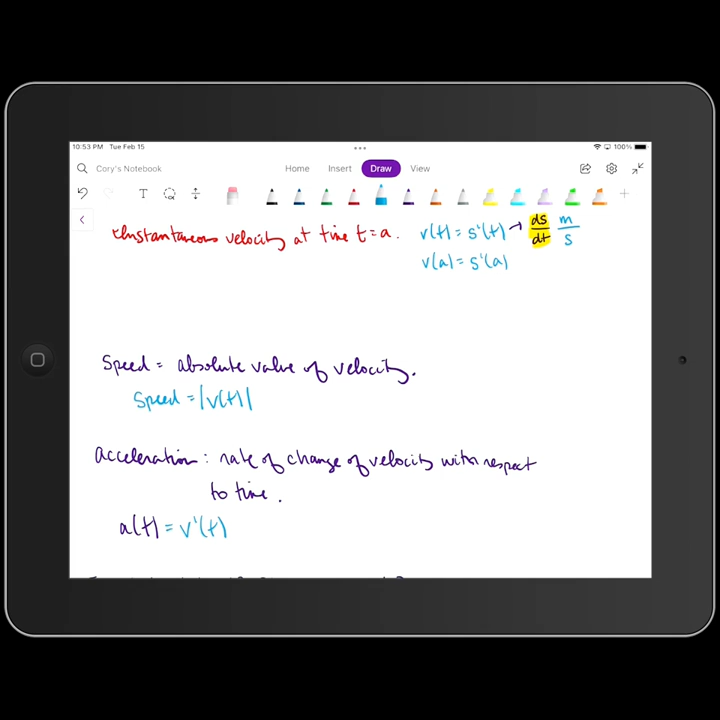 10:53 PM Tue Feb 15
100%
Cory's Notebook
Home Insert Draw View
T
Instantaneous velocity at time t=a.
v(t) = s'(t) → ds/dt m/s
v(a) = s'(a)
Speed = absolute value of velocity.
Speed = |v(t)|
acceleration: rate of change of velocity with respect
to time.
a(t) = v'(t)